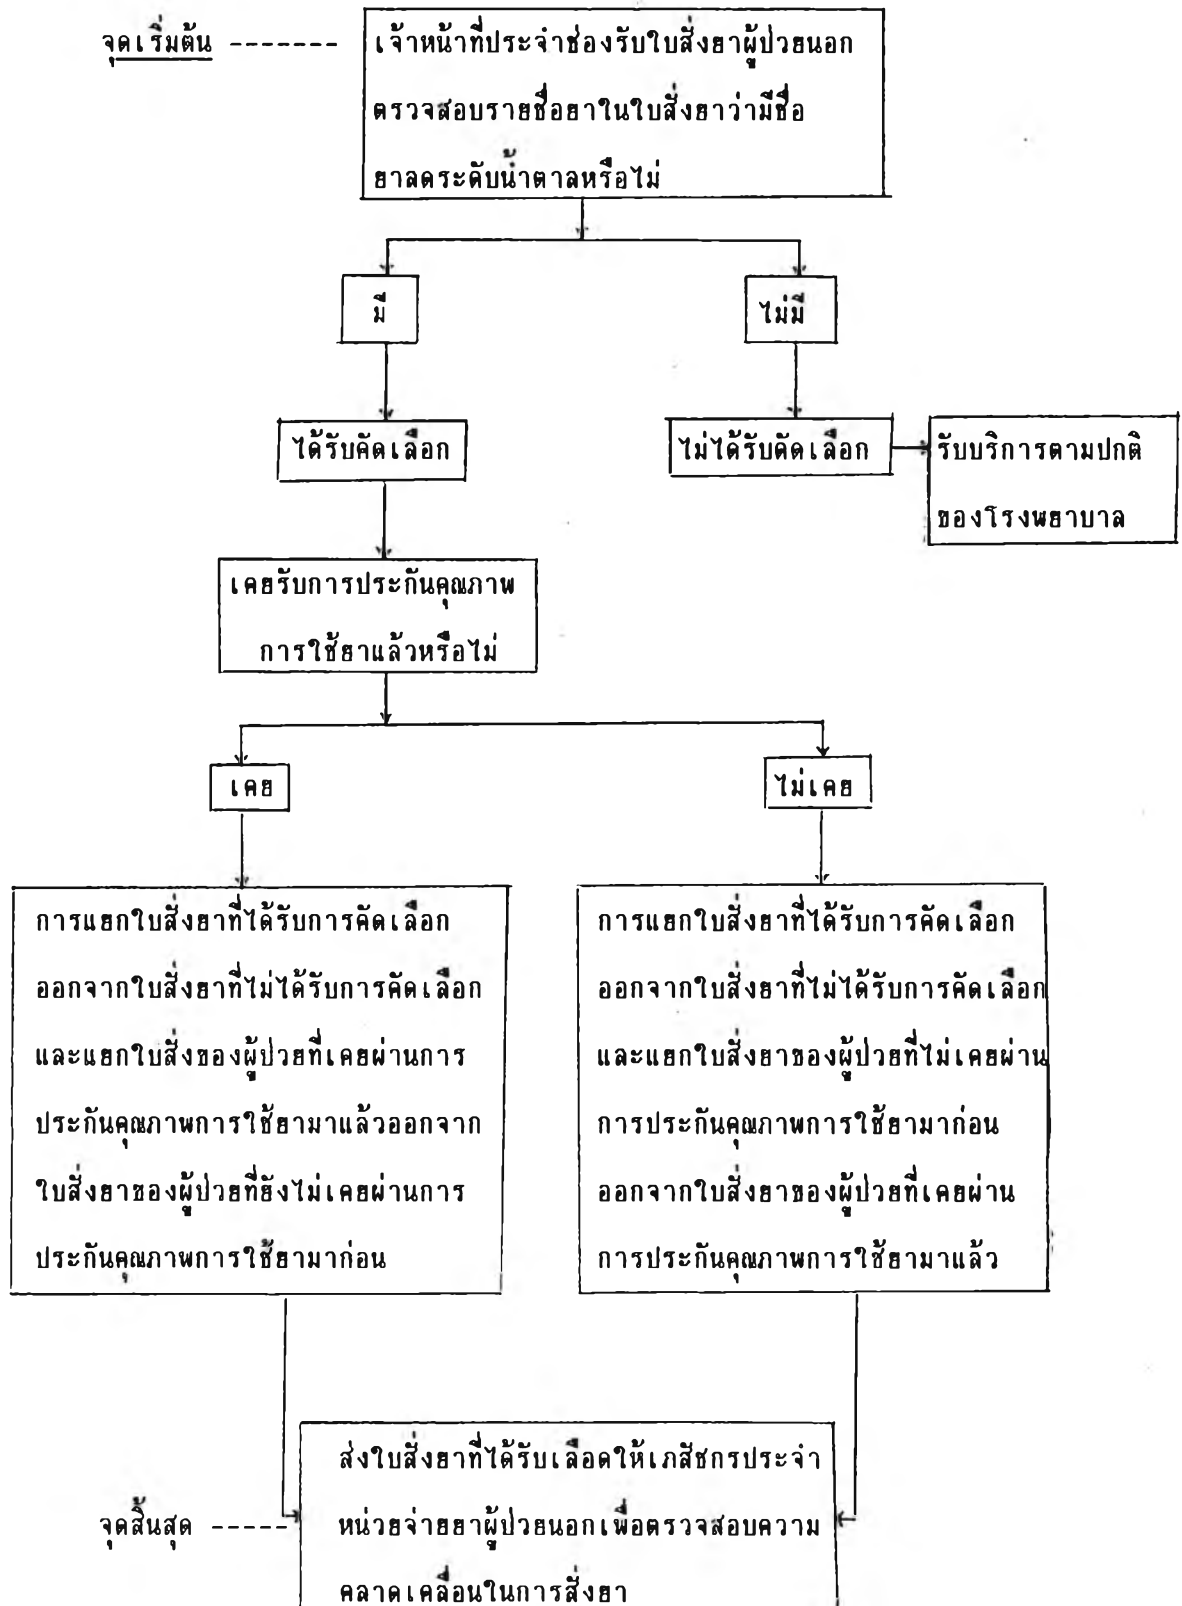 จุดเริ่มต้น -------
เจ้าหน้าที่ประจำช่องรับใบสั่งยาผู้ป่วยนอก
ตรวจสอบรายชื่อยาในใบสั่งยาว่ามีชื่อ
ยาลดระดับน้ำตาลหรือไม่
มี
ไม่มี
ได้รับคัดเลือก
ไม่ได้รับคัดเลือก
รับบริการตามปกติ
ของโรงพยาบาล
เคยรับการประกันคุณภาพ
การใช้ยาแล้วหรือไม่
เคย
ไม่เคย
การแยกใบสั่งยาที่ได้รับการคัดเลือก
ออกจากใบสั่งยาที่ไม่ได้รับการคัดเลือก
และแยกใบสั่งของผู้ป่วยที่เคยผ่านการ
ประกันคุณภาพการใช้ยามาแล้วออกจาก
ใบสั่งยาของผู้ป่วยที่ยังไม่เคยผ่านการ
ประกันคุณภาพการใช้ยามาก่อน
การแยกใบสั่งยาที่ได้รับการคัดเลือก
ออกจากใบสั่งยาที่ไม่ได้รับการคัดเลือก
และแยกใบสั่งยาของผู้ป่วยที่ไม่เคยผ่าน
การประกันคุณภาพการใช้ยามาก่อน
ออกจากใบสั่งยาของผู้ป่วยที่เคยผ่าน
การประกันคุณภาพการใช้ยามาแล้ว
จุดสิ้นสุด -----
ส่งใบสั่งยาที่ได้รับเลือดให้เภสัชกรประจำ
หน่วยจ่ายยาผู้ป่วยนอกเพื่อตรวจสอบความ
คลาดเคลื่อนในการสั่งยา